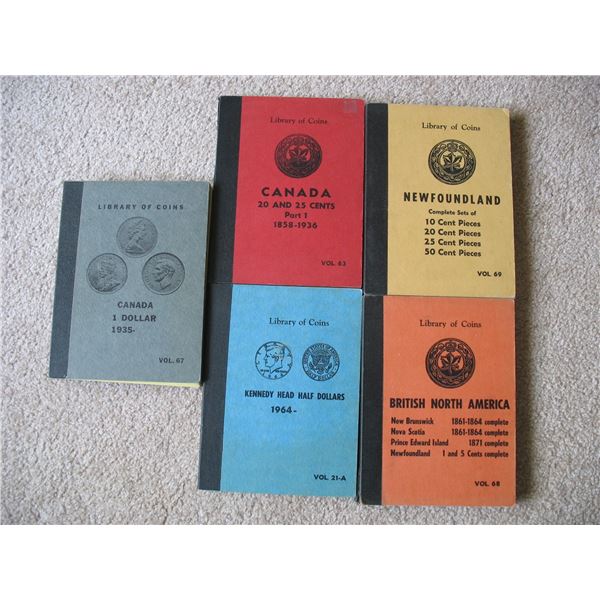 LIBRARY OF COINS
CANADA
1 DOLLAR
1935-
VOL. 67
Library of Coins
CANADA
20 AND 25 CENTS
Part 1
1858-1936
VOL. 63
Library of Coins
NEWFOUNDLAND
Complete Sets of
10 Cent Pieces
20 Cent Pieces
25 Cent Pieces
50 Cent Pieces
VOL. 69
Library of Coins
KENNEDY HEAD HALF DOLLARS
1964-
VOL. 21-A
Library of Coins
BRITISH NORTH AMERICA
New Brunswick 1861-1864 complete
Nova Scotia 1861-1864 complete
Prince Edward Island 1871 complete
Newfoundland 1 and 5 Cents complete
VOL. 68